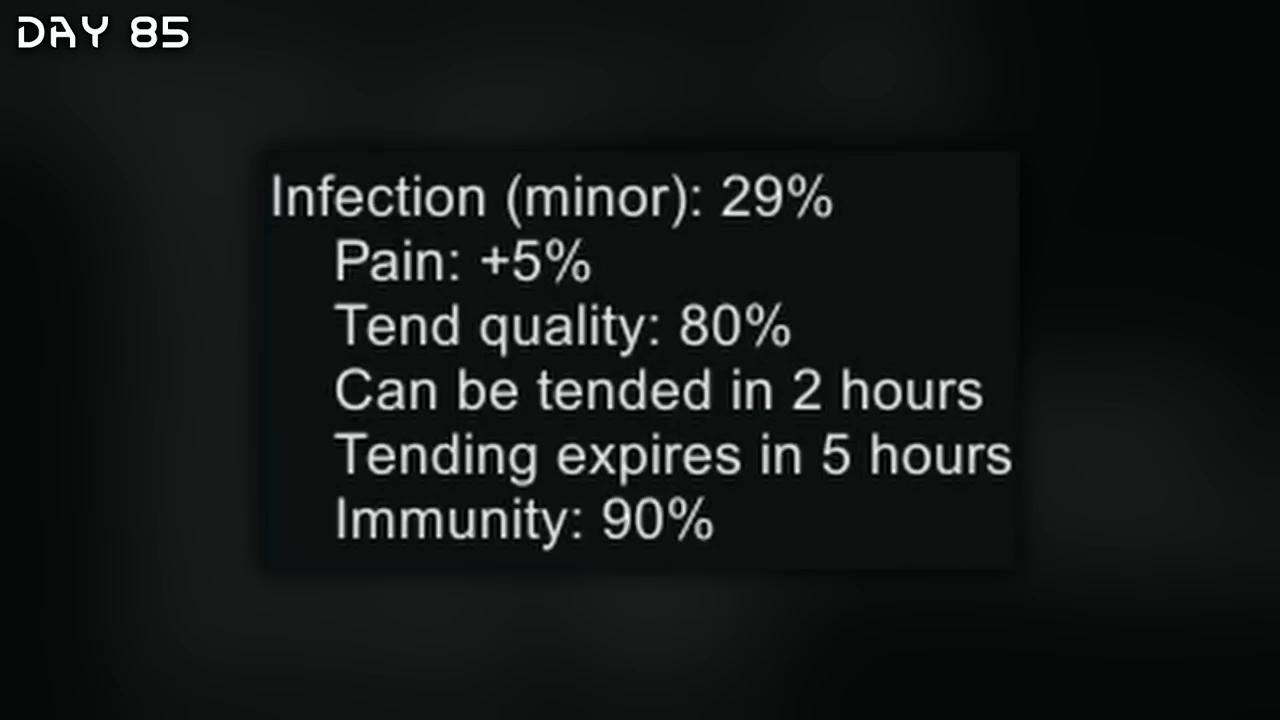 DAY 85
Infection (minor): 29%
Pain: +5%
Tend quality: 80%
Can be tended in 2 hours
Tending expires in 5 hours
Immunity: 90%